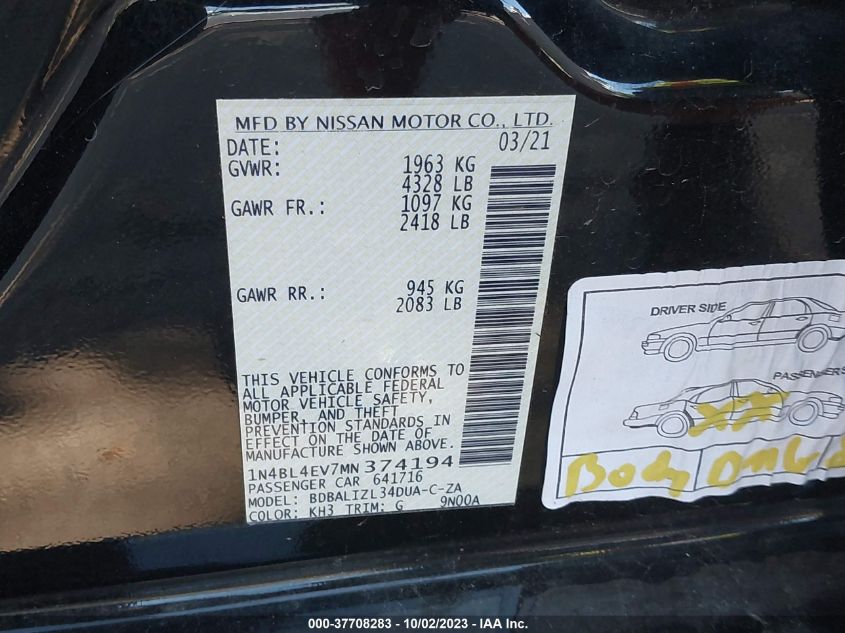 MFD BY NISSAN MOTOR CO., LTD.
DATE: 03/21
GVWR: 1963 KG
4328 LB
GAWR FR.: 1097 KG
2418 LB
GAWR RR.: 945 KG
2083 LB
THIS VEHICLE CONFORMS TO
ALL APPLICABLE FEDERAL
MOTOR VEHICLE SAFETY,
BUMPER, AND THEFT
PREVENTION STANDARDS IN
EFFECT ON THE DATE OF
MANUFACTURE SHOWN ABOVE.
1N4BL4EV7MN374194
PASSENGER CAR 641716
MODEL: BDBALIZL34DUA-C-ZA
COLOR: KH3 TRIM: G 9N00A
DRIVER SIDE
PASSENGER S
XX
Body
000-37708283 - 10/02/2023 - IAA Inc.